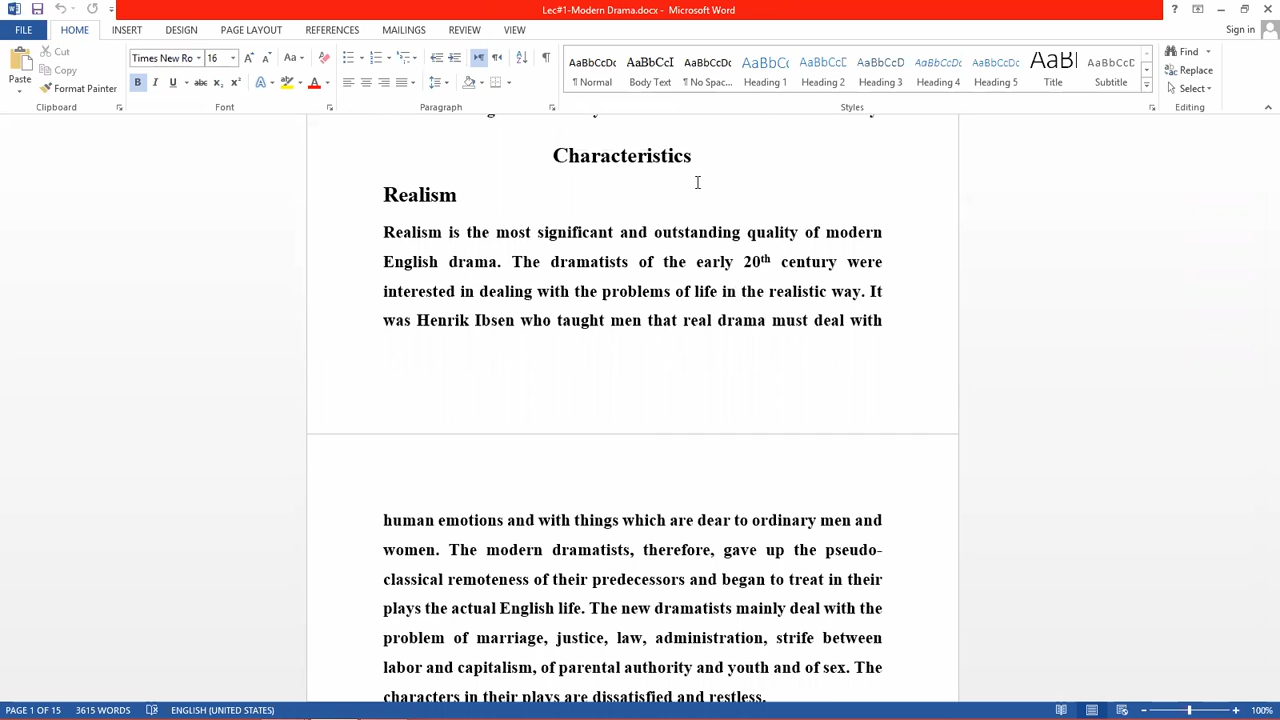 Lec#1-Modern Drama.docx - Microsoft Word
Sign in
FILE HOME INSERT DESIGN PAGE LAYOUT REFERENCES MAILINGS REVIEW VIEW
Paste
Cut
Copy
Format Painter
Clipboard
Times New Ro 16
Font
Paragraph
AaBbCcDc AaBbCcI AaBbCcDc AaBbC AaBbCcI AaBbCcD AaBbCcD AaBbCcD AaBl AaBbCcDc
¶ Normal Body Text ¶ No Spac... Heading 1 Heading 2 Heading 3 Heading 4 Heading 5 Title Subtitle
Styles
Find
Replace
Select
Editing
Characteristics
Realism
Realism is the most significant and outstanding quality of modern
English drama. The dramatists of the early 20th century were
interested in dealing with the problems of life in the realistic way. It
was Henrik Ibsen who taught men that real drama must deal with
human emotions and with things which are dear to ordinary men and
women. The modern dramatists, therefore, gave up the pseudo-
classical remoteness of their predecessors and began to treat in their
plays the actual English life. The new dramatists mainly deal with the
problem of marriage, justice, law, administration, strife between
labor and capitalism, of parental authority and youth and of sex. The
characters in their plays are dissatisfied and restless.
PAGE 1 OF 15 3615 WORDS ENGLISH (UNITED STATES) 100%